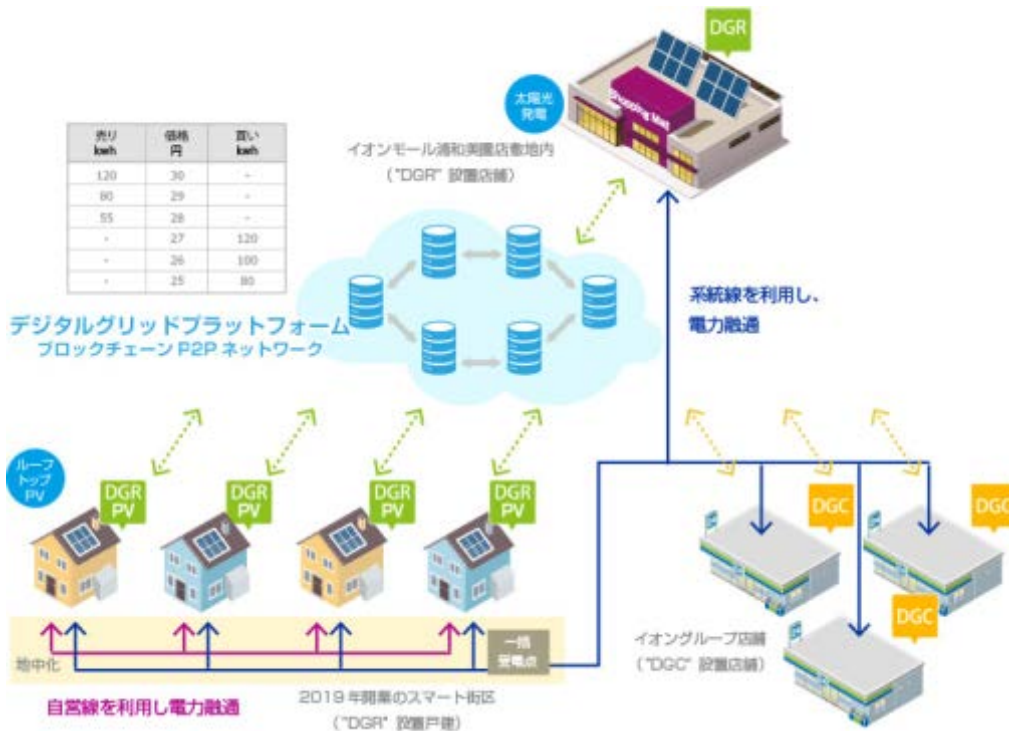 DGR
太陽光
発電
Shopping Mall
イオンモール浦和美園店敷地内
("DGR" 設置店舗)
売り kwh 価格 円 買い kwh
120 30 -
80 29 -
55 28 -
- 27 120
- 26 100
- 25 80
デジタルグリッドプラットフォーム
ブロックチェーン P2P ネットワーク
系統線を利用し、
電力融通
ルーフ
トップ
PV
DGR
PV
DGR
PV
DGR
PV
DGR
PV
DGC
DGC
DGC
地中化
一括
受電点
自営線を利用し電力融通
2019 年開業のスマート街区
("DGR" 設置戸建)
イオングループ店舗
("DGC" 設置店舗)